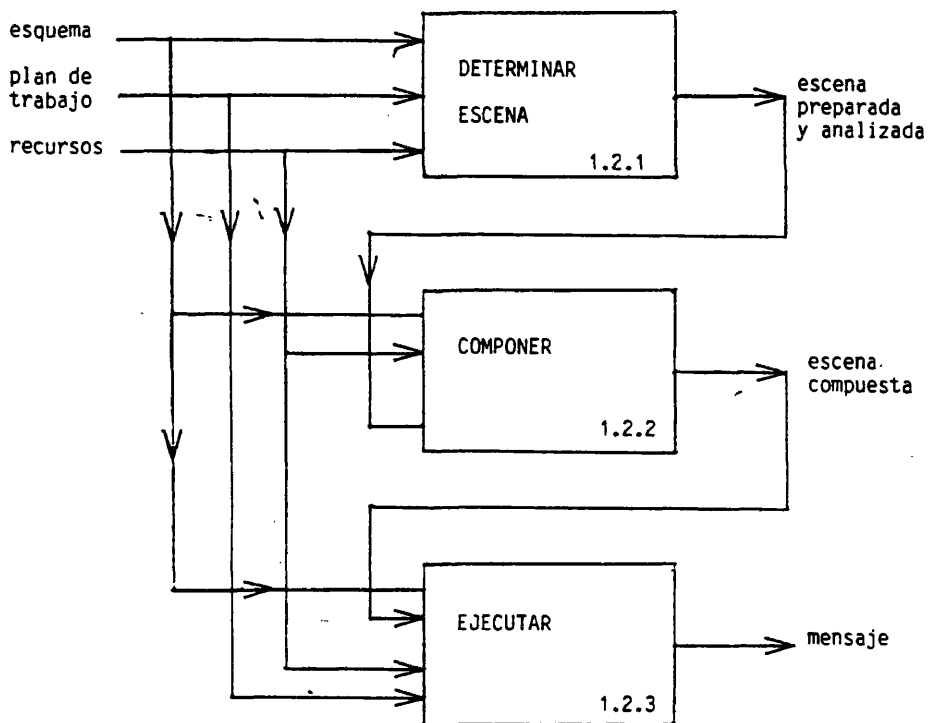 esquema
plan de
trabajo
recursos
DETERMINAR
ESCENA
1.2.1
escena
preparada
y analizada
COMPONER
1.2.2
escena
compuesta
EJECUTAR
1.2.3
mensaje